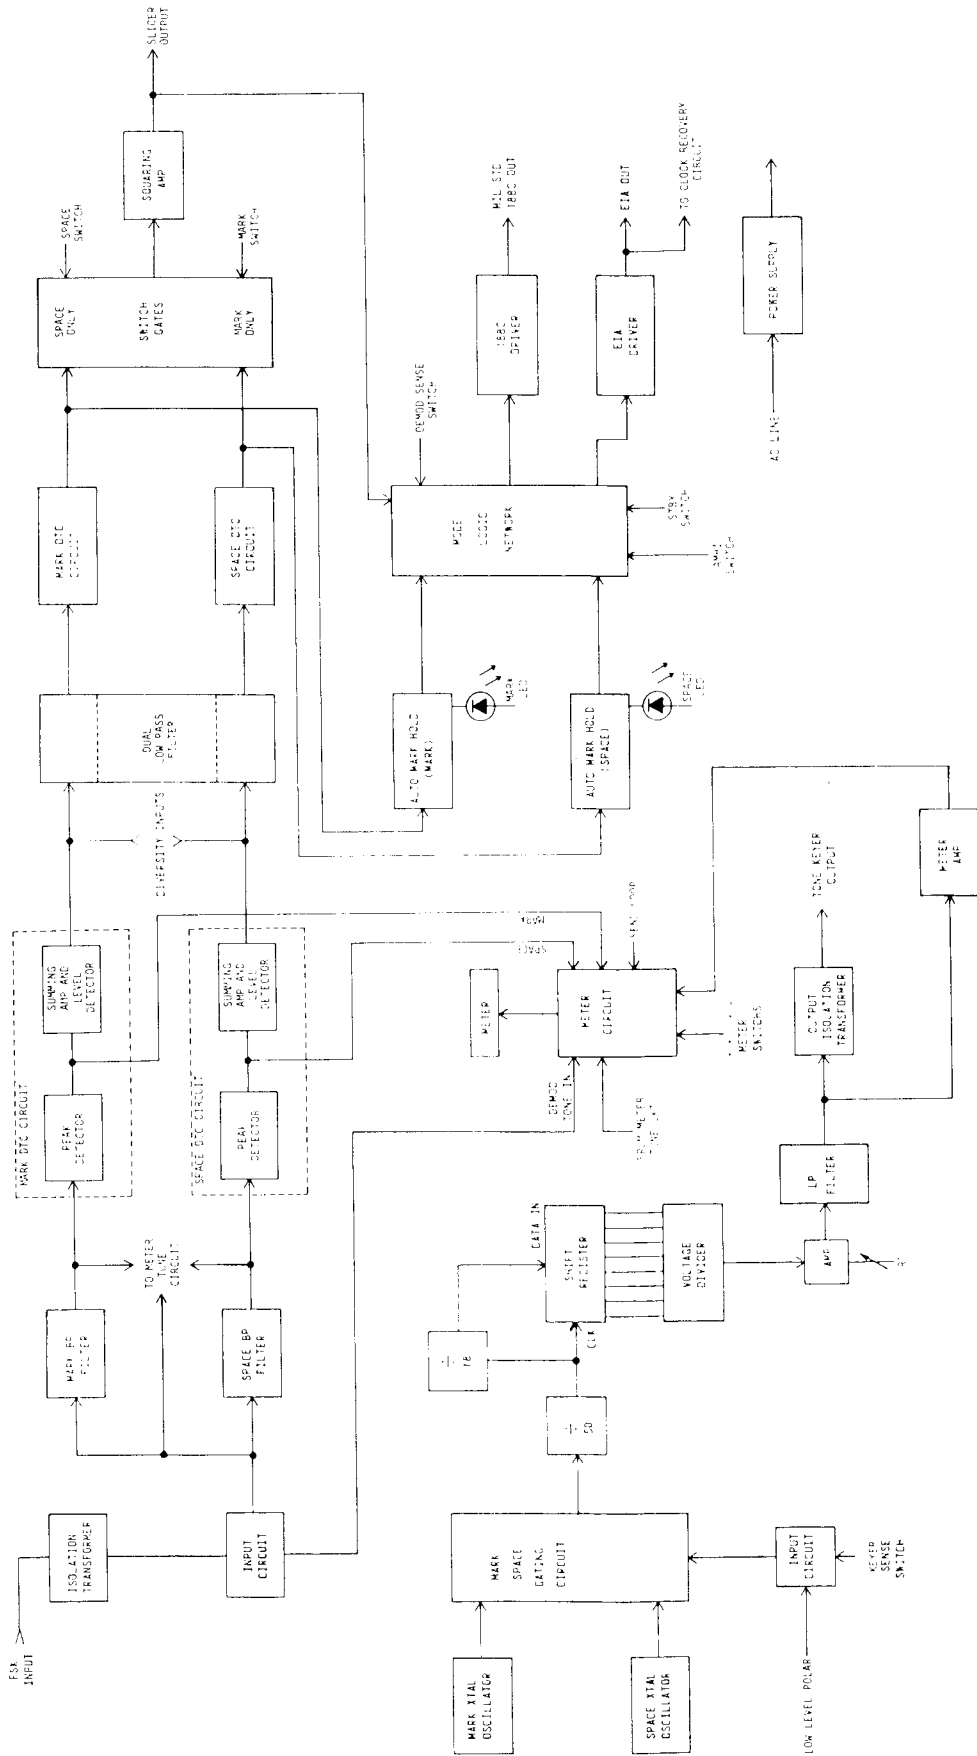 FSK
INPUT
ISOLATION
TRANSFORMER
INPUT
CIRCUIT
MARK BP
FILTER
SPACE BP
FILTER
TO METER
TUNE
CIRCUIT
MARK DTC CIRCUIT
PEAK
DETECTOR
SUMMING
AMP AND
LEVEL
DETECTOR
SPACE DTC CIRCUIT
PEAK
DETECTOR
SUMMING
AMP AND
LEVEL
DETECTOR
DIVERSITY INPUTS
DUAL
LOW PASS
FILTER
MARK DTC
CIRCUIT
SPACE DTC
CIRCUIT
SPACE
ONLY
SWITCH
GATES
MARK
ONLY
SPACE
SWITCH
MARK
SWITCH
SQUARING
AMP
SLICER
OUTPUT
MARK
SPACE
METER
DEMOD
TONE IN
METER
CIRCUIT
SEND LOOP
METER
SWITCHS
AUTO MARK HOLD
(MARK)
MARK
LED
AUTO MARK HOLD
(SPACE)
SPACE
LED
DEMOD SENSE
SWITCH
MODE
LOGIC
NETWORK
STBY
SWITCH
SWITCH
188C
DRIVER
MIL STD
188C OUT
EIA
DRIVER
EIA OUT
TO CLOCK RECOVERY
CIRCUIT
MARK XTAL
OSCILLATOR
SPACE XTAL
OSCILLATOR
MARK
SPACE
GATING
CIRCUIT
LOW LEVEL POLAR
INPUT
CIRCUIT
KEYER
SENSE
SWITCH
÷
50
÷
DATA IN
CLK
SHIFT
REGISTER
VOLTAGE
DIVIDER
AMP
LP
FILTER
OUTPUT
ISOLATION
TRANSFORMER
TONE KEYER
OUTPUT
METER
AMP
AC LINE
POWER SUPPLY